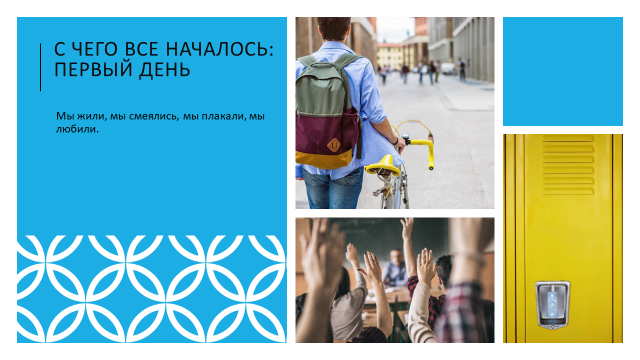 С ЧЕГО ВСЕ НАЧАЛОСЬ:
ПЕРВЫЙ ДЕНЬ
Мы жили, мы смеялись, мы плакали, мы
любили.